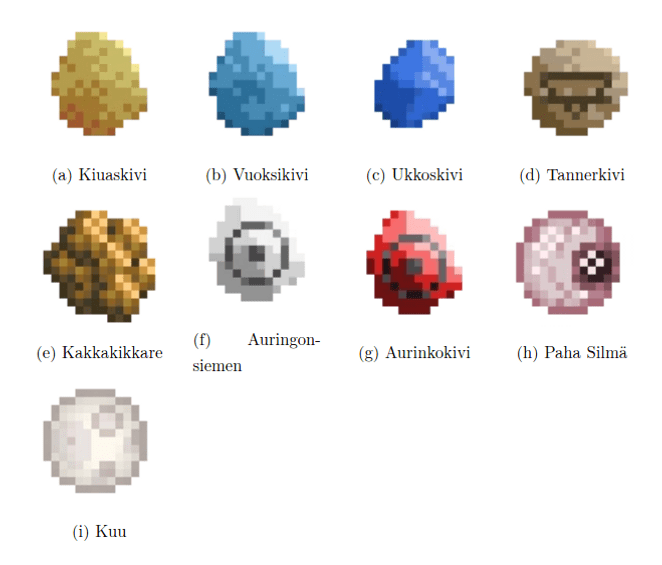 (a) Kiuaskivi
(b) Vuoksikivi
(c) Ukkoskivi
(d) Tannerkivi
(e) Kakkakikkare
(f) Auringon-
siemen
(g) Aurinkokivi
(h) Paha Silmä
(i) Kuu